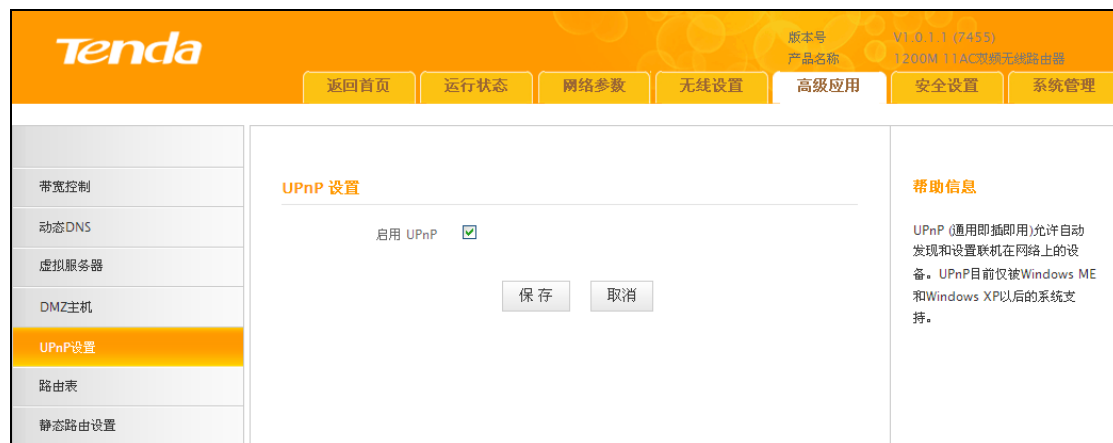 Tenda
版本号 V1.0.1.1 (7455)
产品名称 1200M 11AC双频无线路由器
返回首页 运行状态 网络参数 无线设置 高级应用 安全设置 系统管理
带宽控制
动态DNS
虚拟服务器
DMZ主机
UPnP设置
路由表
静态路由设置
UPnP 设置
启用 UPnP
保存 取消
帮助信息
UPnP (通用即插即用)允许自动
发现和设置联机在网络上的设
备。UPnP目前仅被Windows ME
和Windows XP以后的系统支
持。